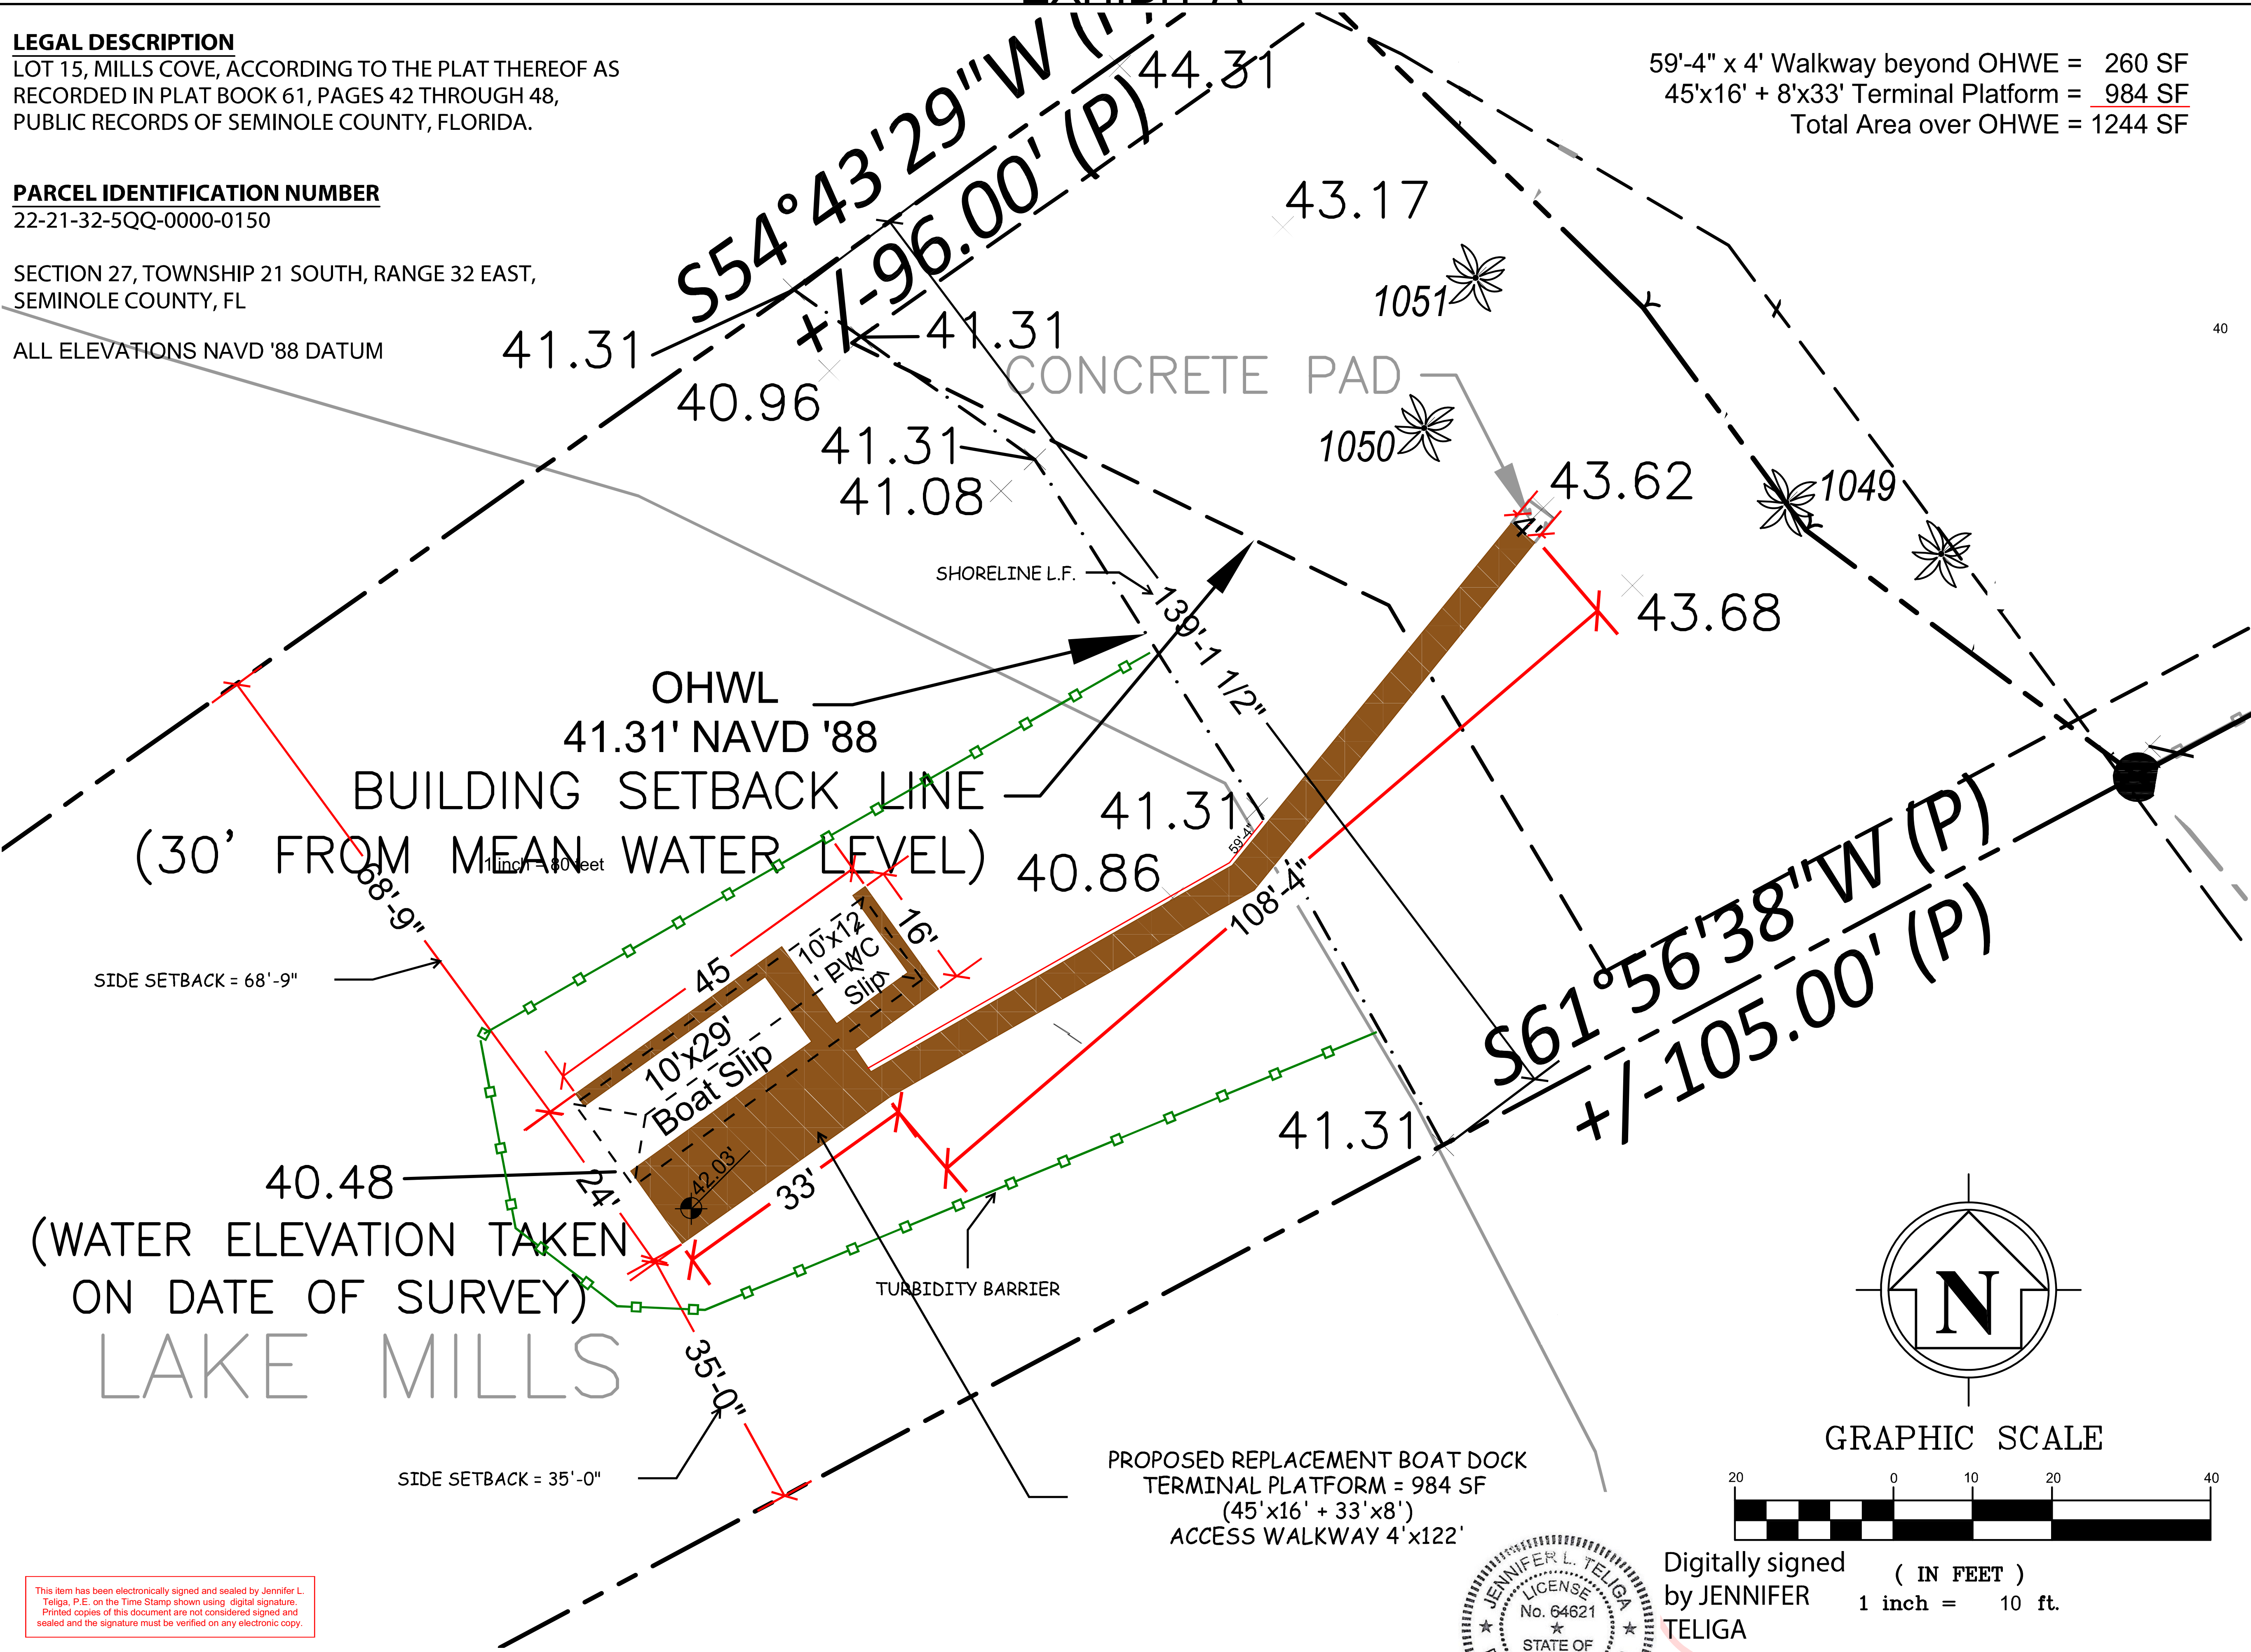 EXHIBIT A
LEGAL DESCRIPTION
LOT 15, MILLS COVE, ACCORDING TO THE PLAT THEREOF AS
RECORDED IN PLAT BOOK 61, PAGES 42 THROUGH 48,
PUBLIC RECORDS OF SEMINOLE COUNTY, FLORIDA.
PARCEL IDENTIFICATION NUMBER
22-21-32-5QQ-0000-0150
SECTION 27, TOWNSHIP 21 SOUTH, RANGE 32 EAST,
SEMINOLE COUNTY, FL
ALL ELEVATIONS NAVD '88 DATUM
59'-4" x 4' Walkway beyond OHWE = 260 SF
45'x16' + 8'x33' Terminal Platform = 984 SF
Total Area over OHWE = 1244 SF
S54°43'29"W
+/-96.00' (P)
44.31
43.17
1051
40
41.31
41.31
CONCRETE PAD
40.96
41.31
1050
41.08
43.62
1049
4'
SHORELINE L.F.
139'-1 1/2"
43.68
OHWL
41.31' NAVD '88
BUILDING SETBACK LINE
(30' FROM MEAN WATER LEVEL)
1 inch = 80 feet
41.31
59'-4"
40.86
108'-4"
S61°56'38"W (P)
+/-105.00' (P)
68'-9"
SIDE SETBACK = 68'-9"
45
16'
10'x12
' PWC
Slip
10'x29'
Boat Slip
41.31
40.48
(WATER ELEVATION TAKEN
ON DATE OF SURVEY)
24'
42.03'
33'
TURBIDITY BARRIER
LAKE MILLS
35'-0"
SIDE SETBACK = 35'-0"
PROPOSED REPLACEMENT BOAT DOCK
TERMINAL PLATFORM = 984 SF
(45'x16' + 33'x8')
ACCESS WALKWAY 4'x122'
N
GRAPHIC SCALE
20 0 10 20 40
( IN FEET )
1 inch = 10 ft.
Digitally signed
by JENNIFER
TELIGA
JENNIFER L. TELIGA
LICENSE
No. 64621
STATE OF
This item has been electronically signed and sealed by Jennifer L.
Teliga, P.E. on the Time Stamp shown using digital signature.
Printed copies of this document are not considered signed and
sealed and the signature must be verified on any electronic copy.